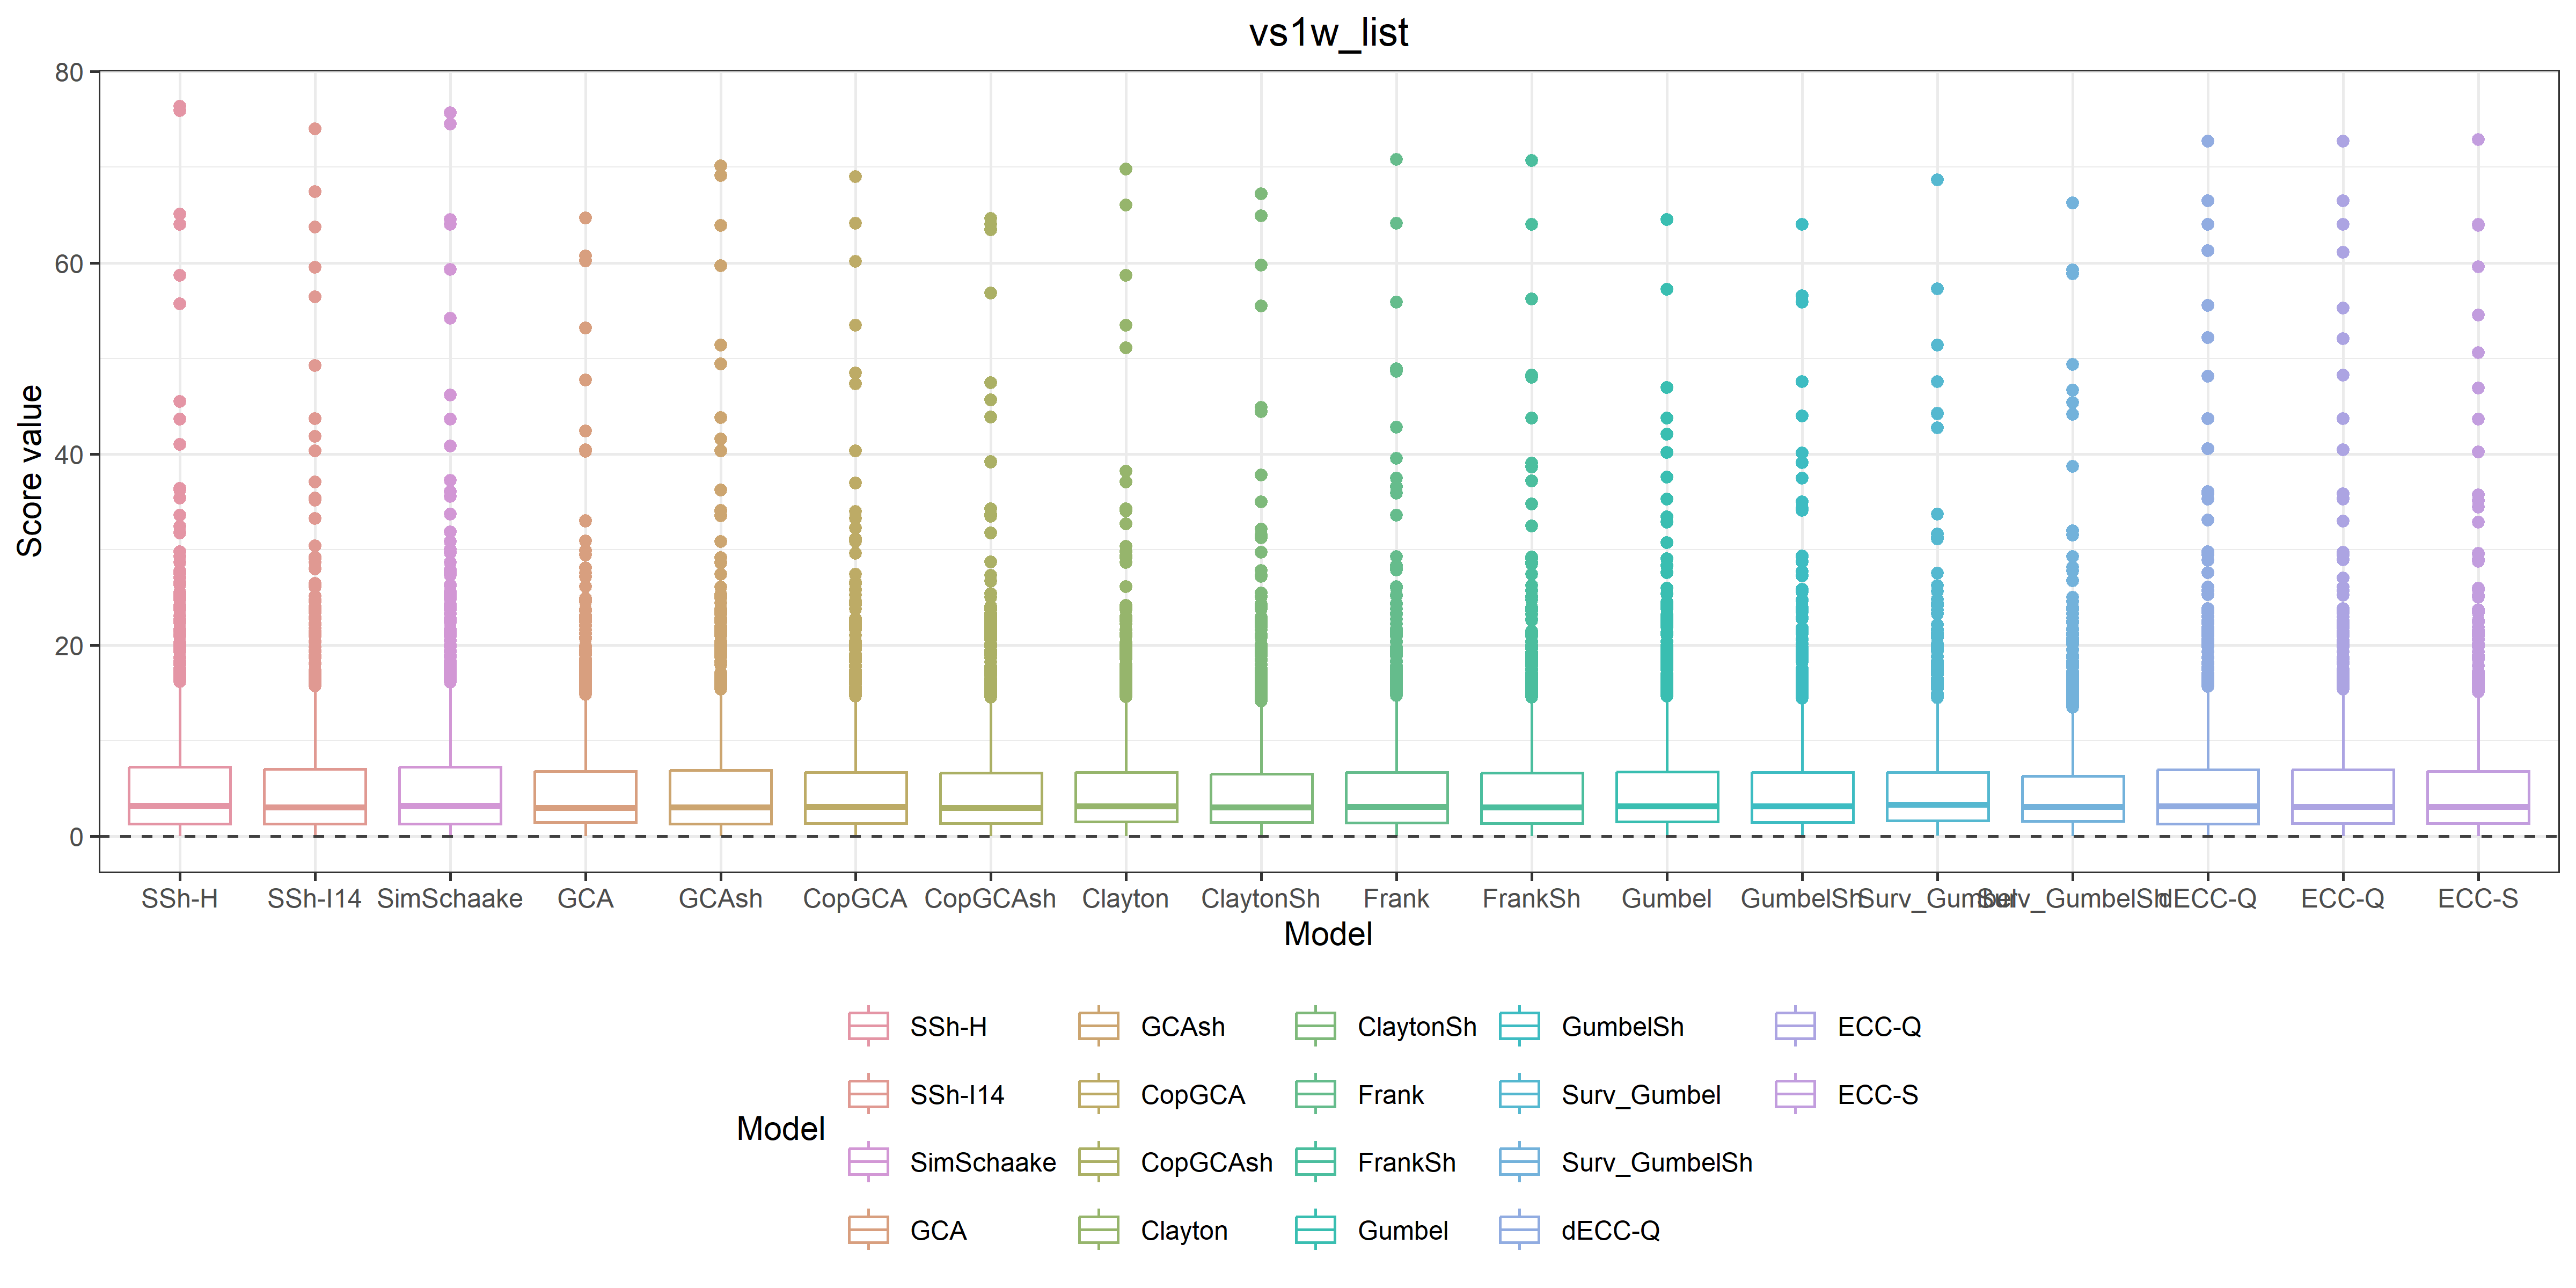 vs1w_list
80
60
40
20
0
Score value
SSh-H SSh-I14 SimSchaake GCA GCAsh CopGCA CopGCAsh Clayton ClaytonSh Frank FrankSh Gumbel GumbelSh Surv_Gumbel Surv_GumbelSh dECC-Q ECC-Q ECC-S
Model
Model
SSh-H GCAsh ClaytonSh GumbelSh ECC-Q
SSh-I14 CopGCA Frank Surv_Gumbel ECC-S
SimSchaake CopGCAsh FrankSh Surv_GumbelSh
GCA Clayton Gumbel dECC-Q